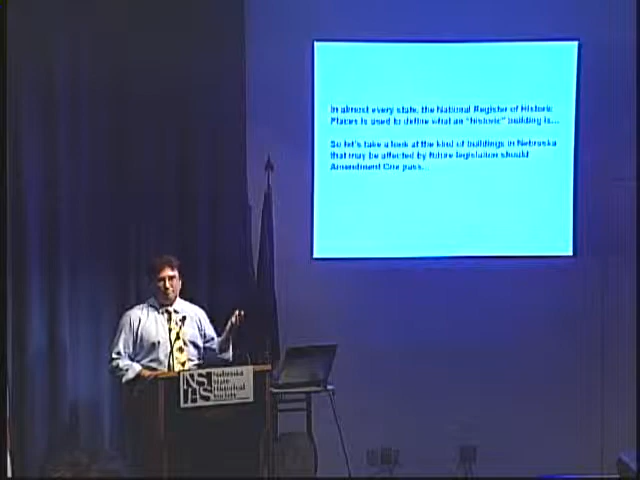 In almost every state, the National Register of Historic
Places is used to define what an "historic" building is...
So let's take a look at the kind of buildings in Nebraska
that may be affected by future legislation should
Amendment One pass...
NS
HS
Nebraska
State
Historical
Society